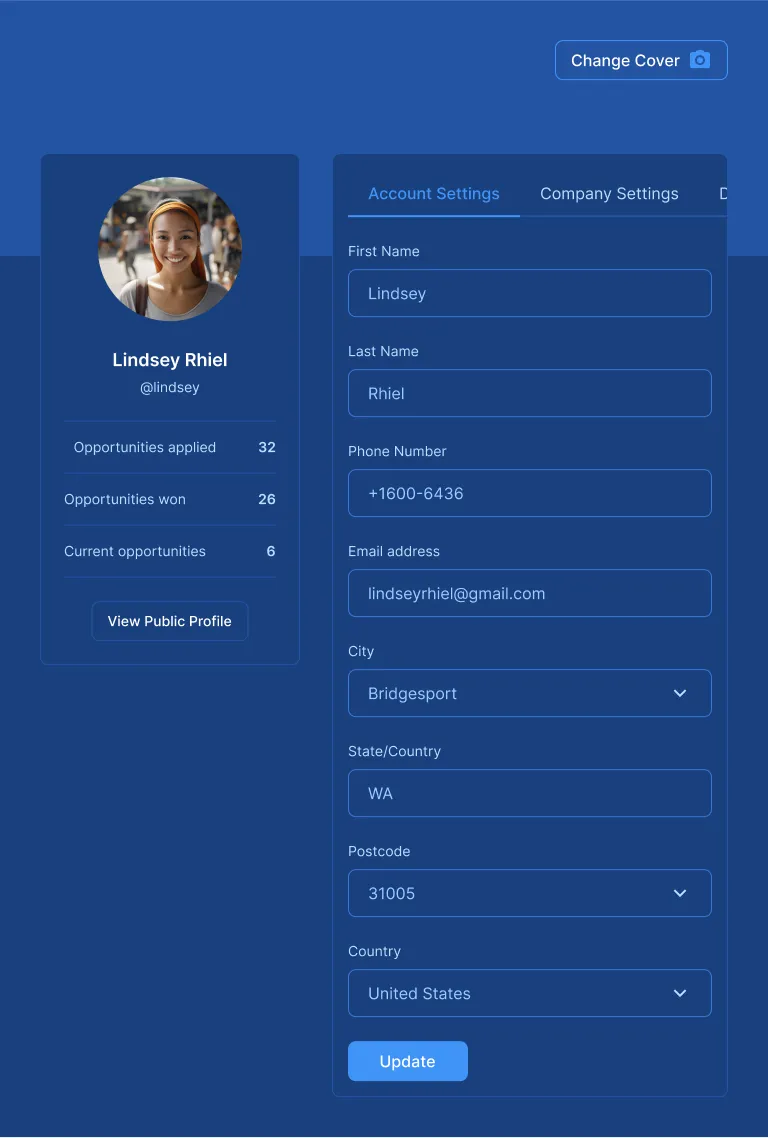 Change Cover
Lindsey Rhiel
@lindsey
Opportunities applied 32
Opportunities won 26
Current opportunities 6
View Public Profile
Account Settings Company Settings D
First Name
Lindsey
Last Name
Rhiel
Phone Number
+1600-6436
Email address
lindseyrhiel@gmail.com
City
Bridgesport
State/Country
WA
Postcode
31005
Country
United States
Update